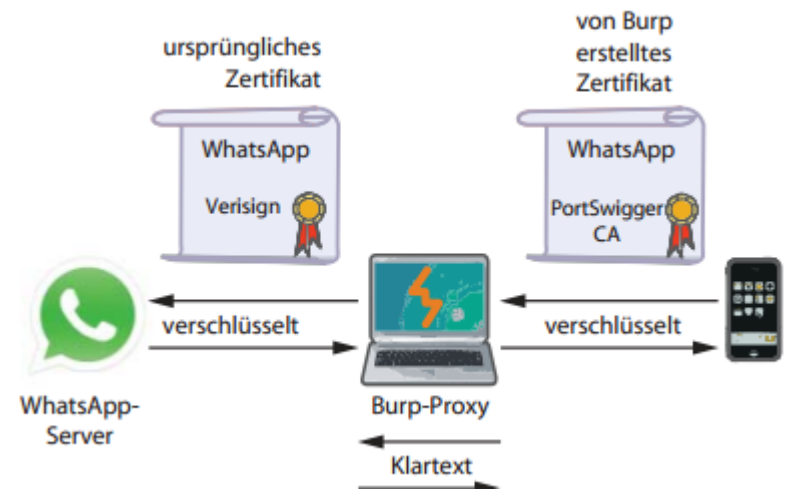 ursprüngliches
Zertifikat
von Burp
erstelltes
Zertifikat
WhatsApp
Verisign
WhatsApp
PortSwigger
CA
verschlüsselt
verschlüsselt
WhatsApp-
Server
Burp-Proxy
Klartext